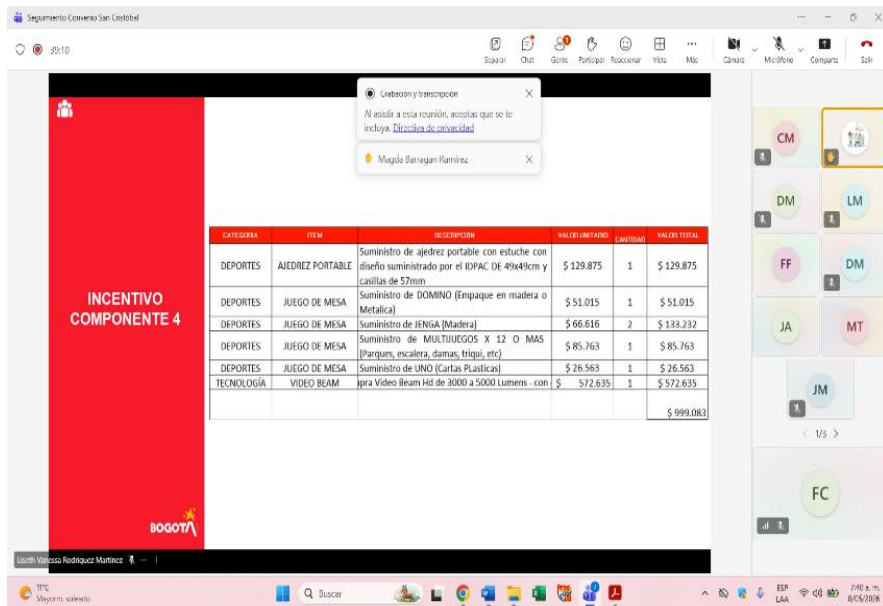 Seguimiento Convenio San Cristóbal
39:10
Separar
Chat
Gente
Participar
Reaccionar
Vista
Más
Cámara
Micrófono
Compartir
Salir
Grabación y transcripción
Al asistir a esta reunión, aceptas que se te
incluya. Directiva de privacidad
Magda Barragan Ramirez
INCENTIVO
COMPONENTE 4
BOGOTÁ
CATEGORIA ITEM DESCRIPCIÓN VALOR UNITARIO CANTIDAD VALOR TOTAL
DEPORTES AJEDREZ PORTABLE Suministro de ajedrez portable con estuche con
diseño suministrado por el IDPAC DE 49x49cm y
casillas de 57mm
$ 129.875 1 $ 129.875
DEPORTES JUEGO DE MESA Suministro de DOMINO (Empaque en madera o
Metalica)
$ 51.015 1 $ 51.015
DEPORTES JUEGO DE MESA Suministro de JENGA (Madera) $ 66.616 2 $ 133.232
DEPORTES JUEGO DE MESA Suministro de MULTIJUEGOS X 12 O MAS
(Parques, escalera, damas, triqui, etc)
$ 85.763 1 $ 85.763
DEPORTES JUEGO DE MESA Suministro de UNO (Cartas PLasticas) $ 26.563 1 $ 26.563
TECNOLOGÍA VIDEO BEAM pra Video Beam Hd de 3000 a 5000 Lumens - con $ 572.635 1 $ 572.635
$ 999.083
CM
DM
LM
FF
DM
JA
MT
JM
1/3
FC
Liseth Vanessa Rodriguez Martinez
11°C
Mayorm. soleado
Buscar
ESP
LAA
7:40 a. m.
8/05/2026